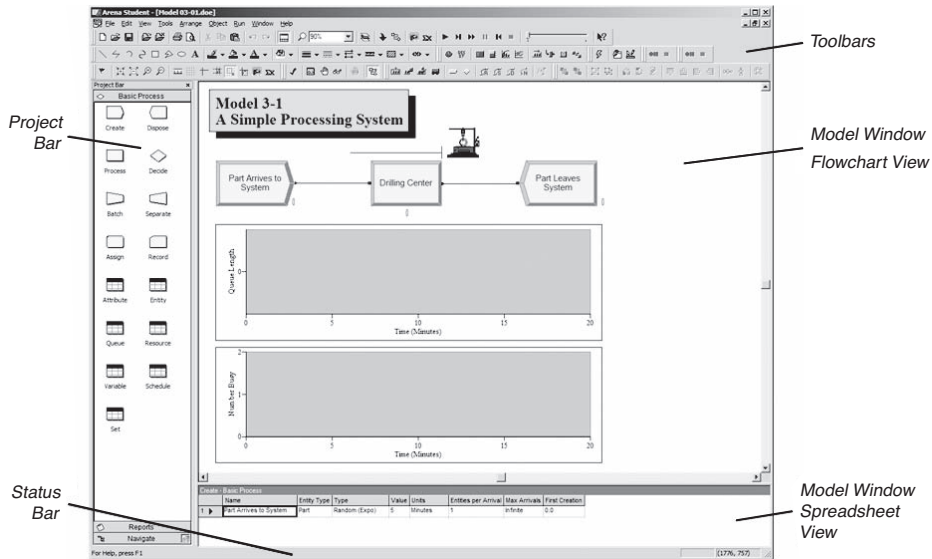 Arena Student - [Model 03-01.doe]
File Edit View Tools Arrange Object Run Window Help
90%
Toolbars
Project Bar
Basic Process
Create Dispose
Process Decide
Batch Separate
Assign Record
Attribute Entity
Queue Resource
Variable Schedule
Set
Reports
Navigate
Project
Bar
Model 3-1
A Simple Processing System
Part Arrives to
System
Drilling Center
Part Leaves
System
0
0
0
Model Window
Flowchart View
Queue Length
0
0 5 10 15 20
Time (Minutes)
Number Busy
2
1
0
0 5 10 15 20
Time (Minutes)
Status
Bar
Create - Basic Process
Name Entity Type Type Value Units Entities per Arrival Max Arrivals First Creation
1 Part Arrives to System Part Random (Expo) 5 Minutes 1 Infinite 0.0
Model Window
Spreadsheet
View
For Help, press F1
(1776, 757)